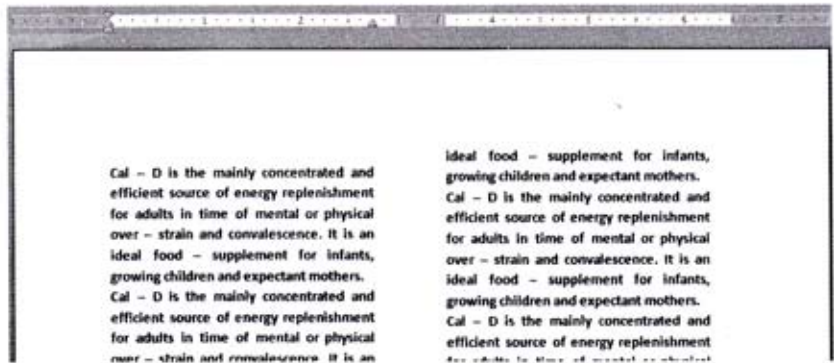 Cal – D is the mainly concentrated and
efficient source of energy replenishment
for adults in time of mental or physical
over – strain and convalescence. It is an
ideal food – supplement for infants,
growing children and expectant mothers.
Cal – D is the mainly concentrated and
efficient source of energy replenishment
for adults in time of mental or physical
over – strain and convalescence. It is an
ideal food – supplement for infants,
growing children and expectant mothers.
Cal – D is the mainly concentrated and
efficient source of energy replenishment
for adults in time of mental or physical
over – strain and convalescence. It is an
ideal food – supplement for infants,
growing children and expectant mothers.
Cal – D is the mainly concentrated and
efficient source of energy replenishment